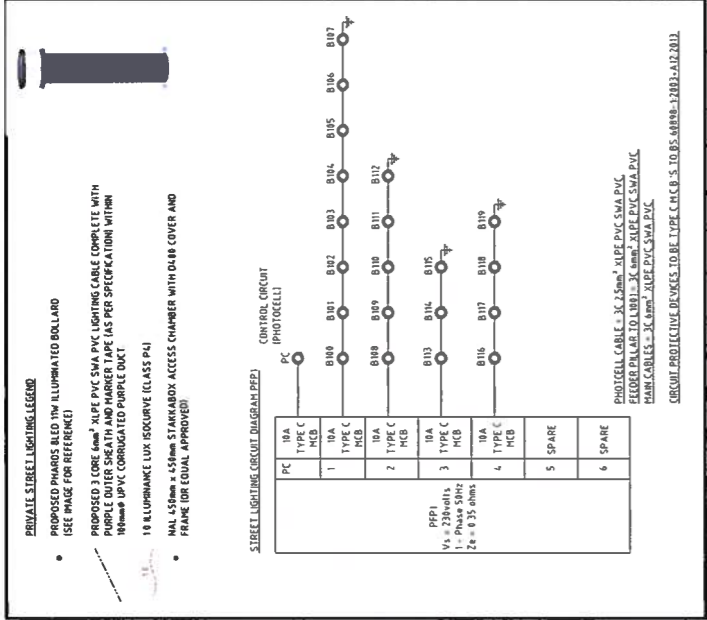 PRIVATE STREET LIGHTING LEGEND
PROPOSED PHAROS BLED 11W ILLUMINATED BOLLARD
(SEE IMAGE FOR REFERENCE)
PROPOSED 3 CORE 6mm² XLPE PVC SWA PVC LIGHTING CABLE COMPLETE WITH
PURPLE OUTER SHEATH AND MARKER TAPE (AS PER SPECIFICATION) WITHIN
100mmØ UPVC CORRUGATED PURPLE DUCT
10 ILLUMINANCE LUX ISOCURVE (CLASS P4)
NAL 450mm x 450mm STAKKABOX ACCESS CHAMBER WITH D400 COVER AND
FRAME (OR EQUAL APPROVED)
STREET LIGHTING CIRCUIT DIAGRAM PFP1
CONTROL CIRCUIT
(PHOTOCELL)
PFP1
Vs = 230volts
1 - Phase 50Hz
Ze = 0 35 ohms
PC 10A TYPE C MCB PC
1 10A TYPE C MCB B100 B101 B102 B103 B104 B105 B106 B107
2 10A TYPE C MCB B108 B109 B110 B111 B112
3 10A TYPE C MCB B113 B114 B115
4 10A TYPE C MCB B116 B117 B118 B119
5 SPARE
6 SPARE
PHOTCELL CABLE = 3C 2.5mm² XLPE PVC SWA PVC
FEEDER PILLAR TO L1001= 3C 6mm² XLPE PVC SWA PVC
MAIN CABLES = 3C 6mm² XLPE PVC SWA PVC
CIRCUIT PROTECTIVE DEVICES TO BE TYPE C M.C.B 'S TO BS 60898-1:2003+A12 2013